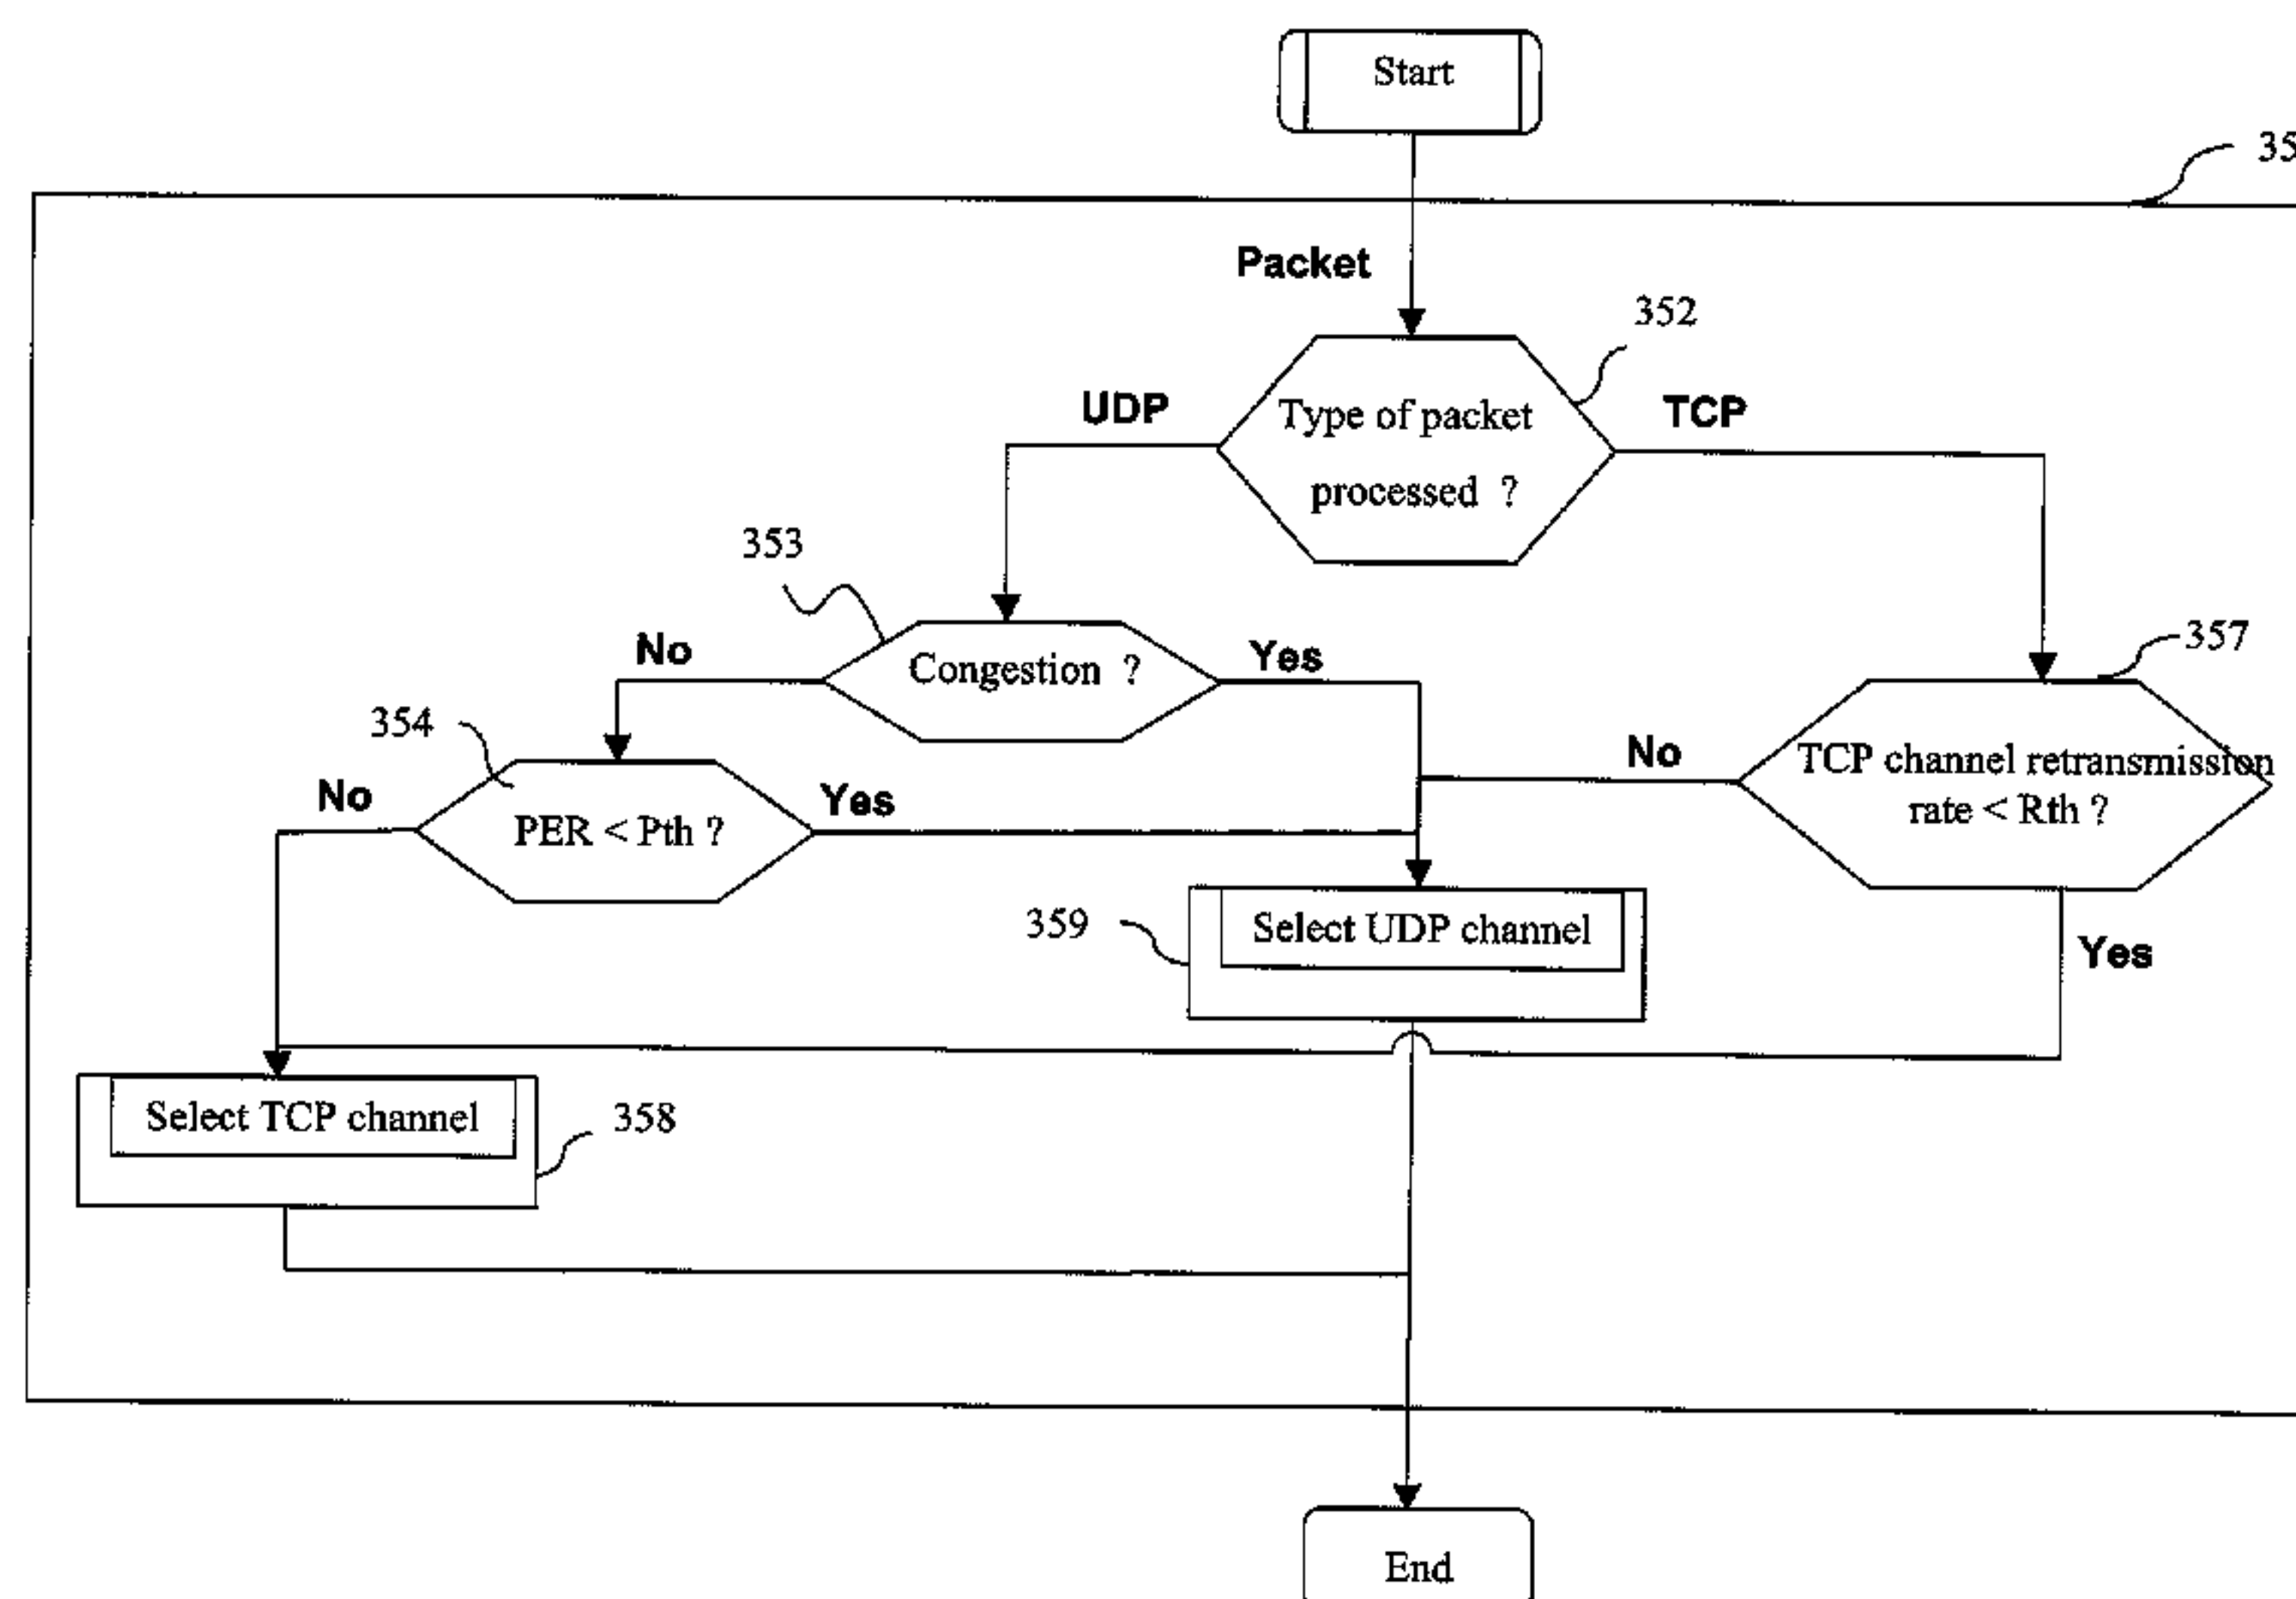 Start
Packet
352
UDP
Type of packet
processed ?
TCP
353
357
No
Congestion ?
Yes
354
No
TCP channel retransmission
rate < Rth ?
No
PER < Pth ?
Yes
359
Select UDP channel
Yes
Select TCP channel
358
End